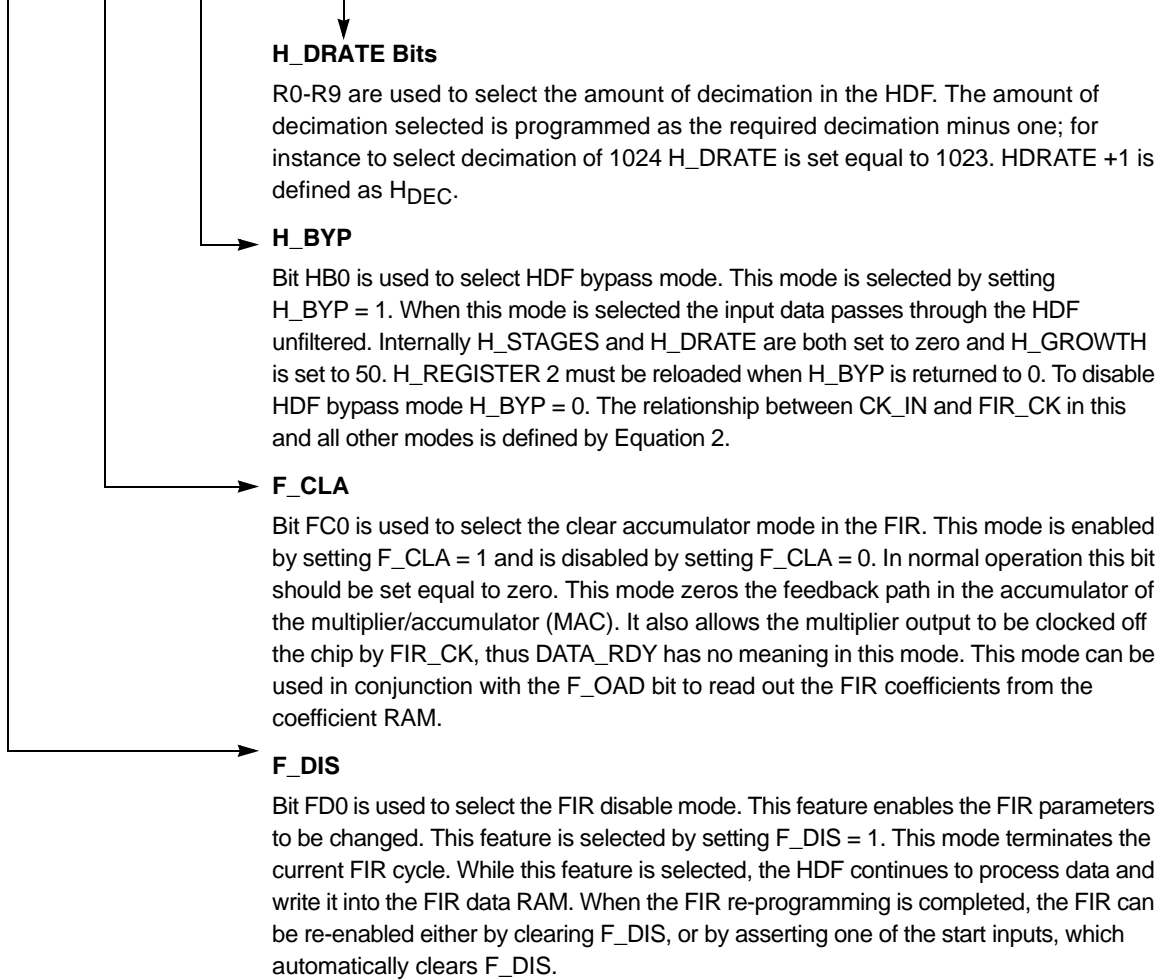 H_DRATE Bits
R0-R9 are used to select the amount of decimation in the HDF. The amount of
decimation selected is programmed as the required decimation minus one; for
instance to select decimation of 1024 H_DRATE is set equal to 1023. HDRATE +1 is
defined as HDEC.
H_BYP
Bit HB0 is used to select HDF bypass mode. This mode is selected by setting
H_BYP = 1. When this mode is selected the input data passes through the HDF
unfiltered. Internally H_STAGES and H_DRATE are both set to zero and H_GROWTH
is set to 50. H_REGISTER 2 must be reloaded when H_BYP is returned to 0. To disable
HDF bypass mode H_BYP = 0. The relationship between CK_IN and FIR_CK in this
and all other modes is defined by Equation 2.
F_CLA
Bit FC0 is used to select the clear accumulator mode in the FIR. This mode is enabled
by setting F_CLA = 1 and is disabled by setting F_CLA = 0. In normal operation this bit
should be set equal to zero. This mode zeros the feedback path in the accumulator of
the multiplier/accumulator (MAC). It also allows the multiplier output to be clocked off
the chip by FIR_CK, thus DATA_RDY has no meaning in this mode. This mode can be
used in conjunction with the F_OAD bit to read out the FIR coefficients from the
coefficient RAM.
F_DIS
Bit FD0 is used to select the FIR disable mode. This feature enables the FIR parameters
to be changed. This feature is selected by setting F_DIS = 1. This mode terminates the
current FIR cycle. While this feature is selected, the HDF continues to process data and
write it into the FIR data RAM. When the FIR re-programming is completed, the FIR can
be re-enabled either by clearing F_DIS, or by asserting one of the start inputs, which
automatically clears F_DIS.